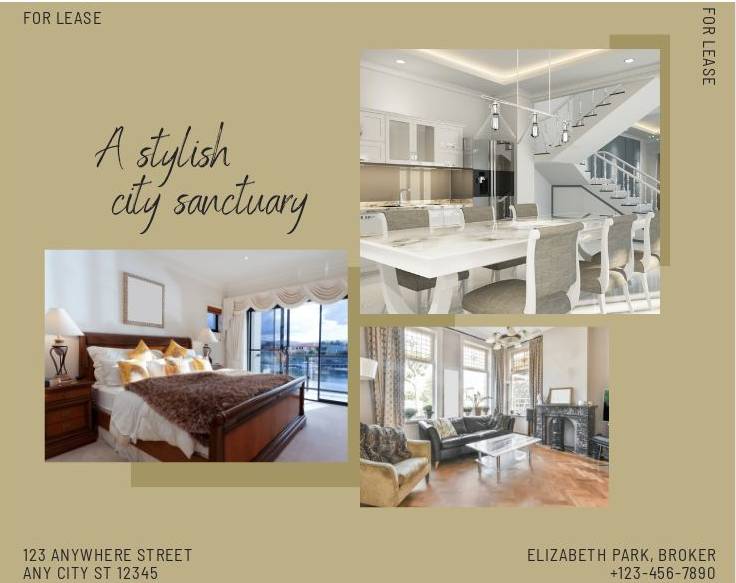 FOR LEASE
FOR LEASE
A stylish
city sanctuary
123 ANYWHERE STREET
ANY CITY ST 12345
ELIZABETH PARK, BROKER
+123-456-7890